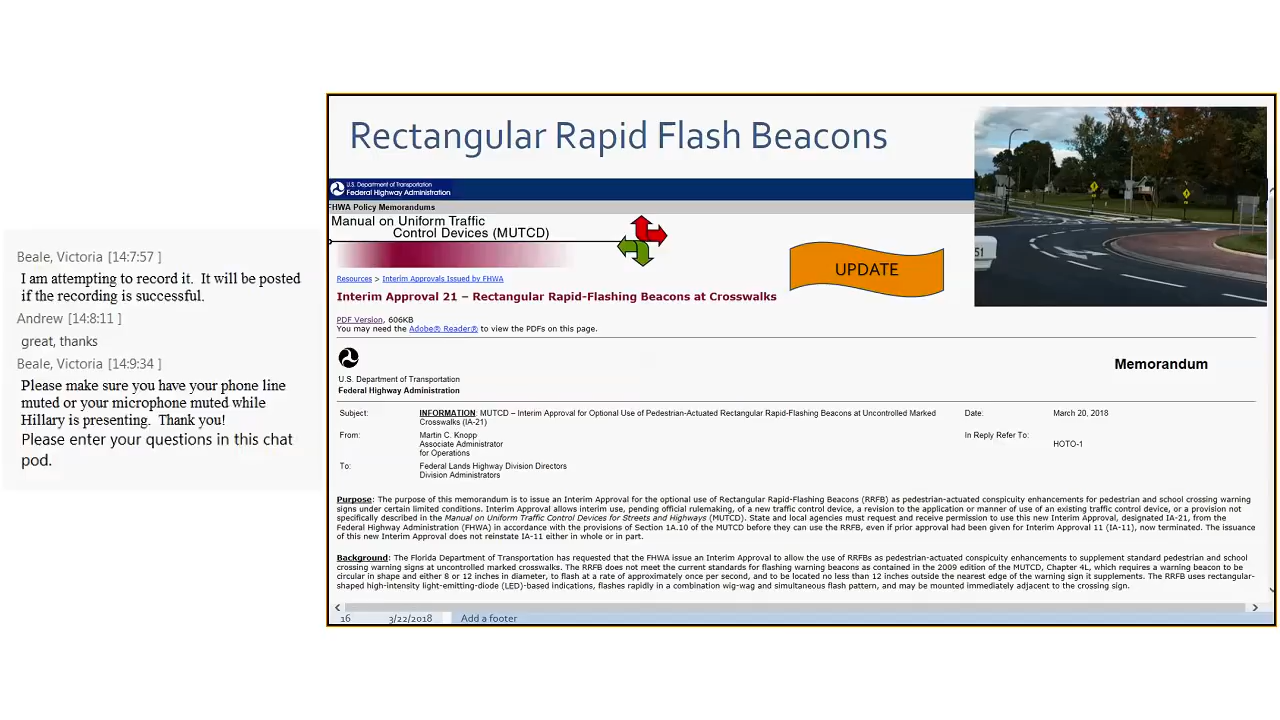 Beale, Victoria [14:7:57 ]
I am attempting to record it.  It will be posted
if the recording is successful.
Andrew [14:8:11 ]
great, thanks
Beale, Victoria [14:9:34 ]
Please make sure you have your phone line
muted or your microphone muted while
Hillary is presenting.  Thank you!
Please enter your questions in this chat
pod.
Rectangular Rapid Flash Beacons
U.S. Department of Transportation
Federal Highway Administration
FHWA Policy Memorandums
Manual on Uniform Traffic
Control Devices (MUTCD)
UPDATE
51
Resources > Interim Approvals Issued by FHWA
Interim Approval 21 – Rectangular Rapid-Flashing Beacons at Crosswalks
PDF Version, 606KB
You may need the Adobe® Reader® to view the PDFs on this page.
Memorandum
U.S. Department of Transportation
Federal Highway Administration
Subject: INFORMATION: MUTCD – Interim Approval for Optional Use of Pedestrian-Actuated Rectangular Rapid-Flashing Beacons at Uncontrolled Marked
Crosswalks (IA-21)
Date: March 20, 2018
From: Martin C. Knopp
Associate Administrator
for Operations
In Reply Refer To:
HOTO-1
To: Federal Lands Highway Division Directors
Division Administrators
Purpose: The purpose of this memorandum is to issue an Interim Approval for the optional use of Rectangular Rapid-Flashing Beacons (RRFB) as pedestrian-actuated conspicuity enhancements for pedestrian and school crossing warning
signs under certain limited conditions. Interim Approval allows interim use, pending official rulemaking, of a new traffic control device, a revision to the application or manner of use of an existing traffic control device, or a provision not
specifically described in the Manual on Uniform Traffic Control Devices for Streets and Highways (MUTCD). State and local agencies must request and receive permission to use this new Interim Approval, designated IA-21, from the
Federal Highway Administration (FHWA) in accordance with the provisions of Section 1A.10 of the MUTCD before they can use the RRFB, even if prior approval had been given for Interim Approval 11 (IA-11), now terminated. The issuance
of this new Interim Approval does not reinstate IA-11 either in whole or in part.
Background: The Florida Department of Transportation has requested that the FHWA issue an Interim Approval to allow the use of RRFBs as pedestrian-actuated conspicuity enhancements to supplement standard pedestrian and school
crossing warning signs at uncontrolled marked crosswalks. The RRFB does not meet the current standards for flashing warning beacons as contained in the 2009 edition of the MUTCD, Chapter 4L, which requires a warning beacon to be
circular in shape and either 8 or 12 inches in diameter, to flash at a rate of approximately once per second, and to be located no less than 12 inches outside the nearest edge of the warning sign it supplements. The RRFB uses rectangular-
shaped high-intensity light-emitting-diode (LED)-based indications, flashes rapidly in a combination wig-wag and simultaneous flash pattern, and may be mounted immediately adjacent to the crossing sign.
16 3/22/2018 Add a footer